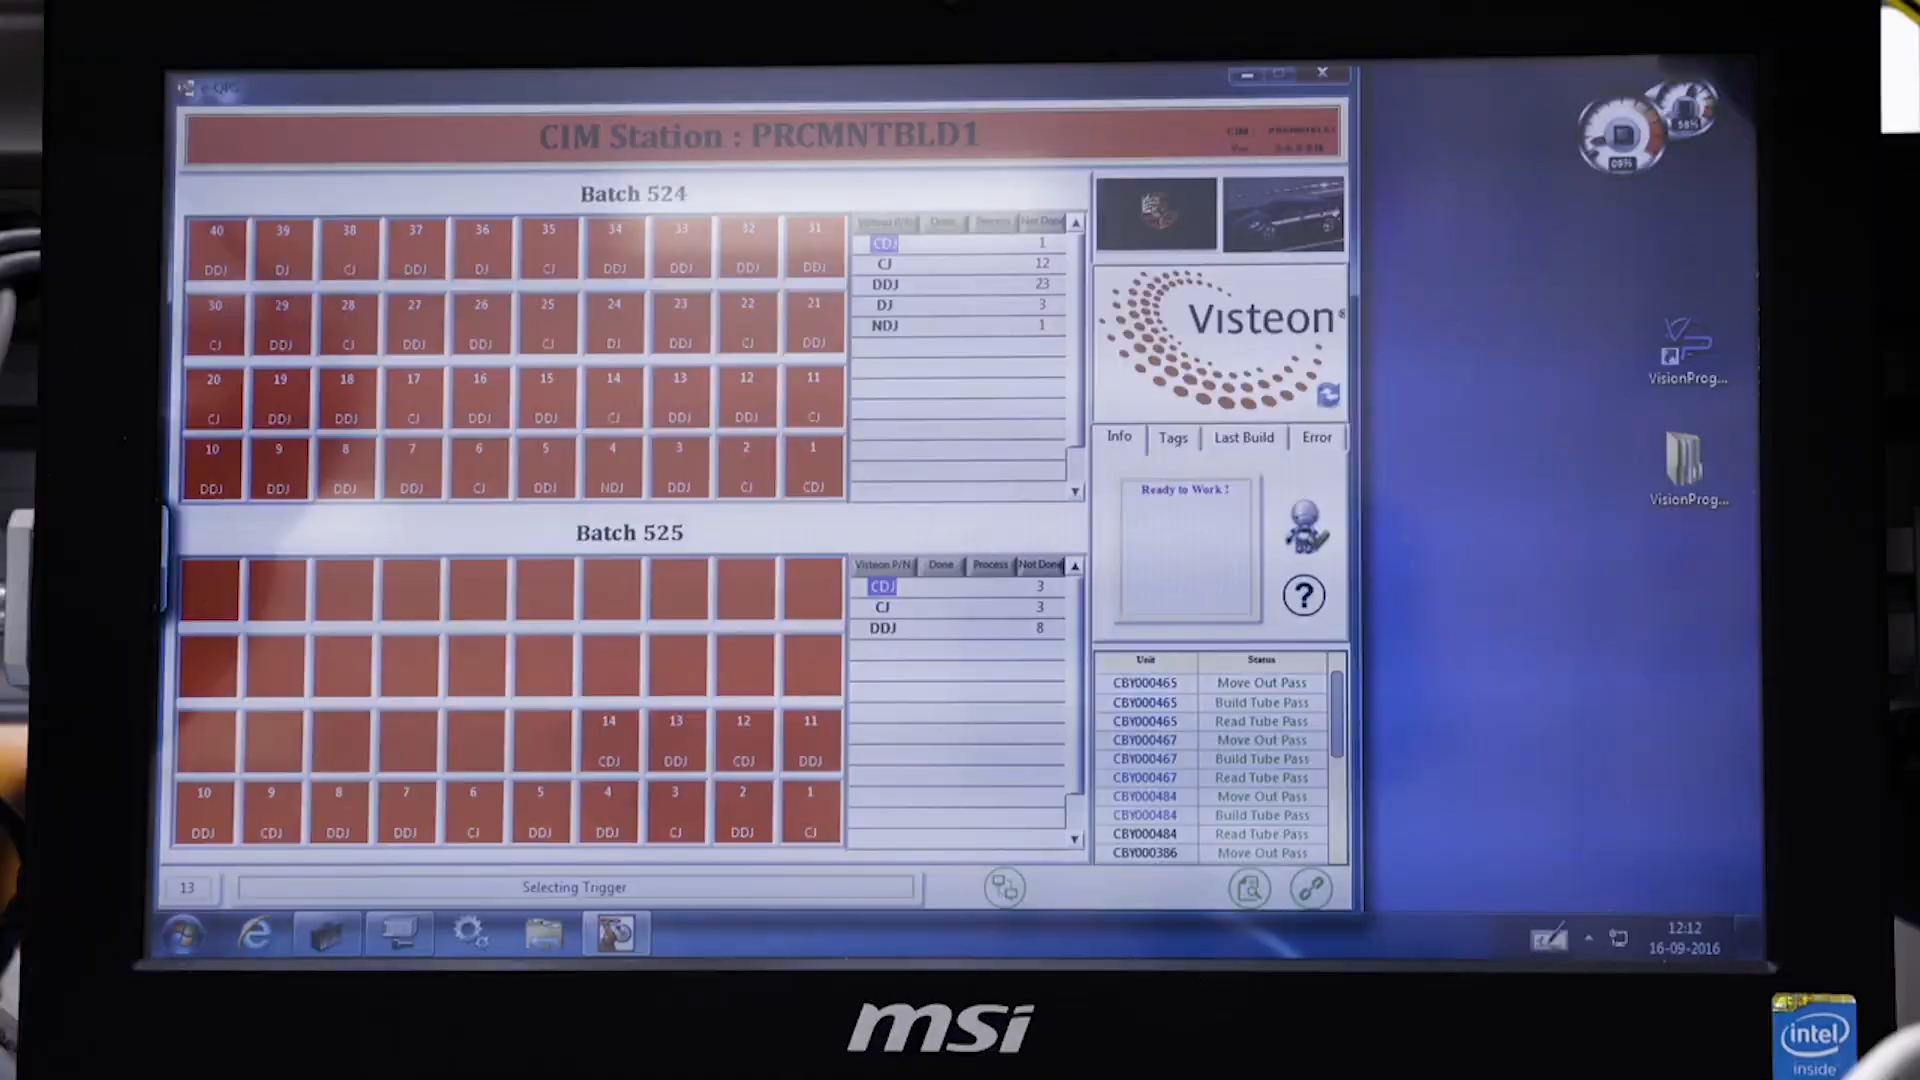 e-QPS
CIM Station : PRCMNTBLD1
CIM
Batch 524
40 39 38 37 36 35 34 33 32 31
DDJ DJ CJ DDJ DJ CJ DDJ DDJ DDJ DDJ
30 29 28 27 26 25 24 23 22 21
CJ DDJ CJ DDJ DDJ CJ DJ DDJ CJ DDJ
20 19 18 17 16 15 14 13 12 11
CJ DDJ DDJ CJ DDJ DDJ CJ DDJ DDJ CJ
10 9 8 7 6 5 4 3 2 1
DDJ DDJ DDJ DDJ CJ DDJ NDJ DDJ CJ CDJ
Visteon P/N Done Process Not Done
CDJ 1
CJ 12
DDJ 23
DJ 3
NDJ 1
Batch 525
14 13 12 11
CDJ DDJ CDJ DDJ
10 9 8 7 6 5 4 3 2 1
DDJ CDJ DDJ DDJ CJ DDJ DDJ CJ DDJ CJ
Visteon P/N Done Process Not Done
CDJ 3
CJ 3
DDJ 8
Visteon®
Info Tags Last Build Error
Ready to Work !
?
Unit Status
CBY000465 Move Out Pass
CBY000465 Build Tube Pass
CBY000465 Read Tube Pass
CBY000467 Move Out Pass
CBY000467 Build Tube Pass
CBY000467 Read Tube Pass
CBY000484 Move Out Pass
CBY000484 Build Tube Pass
CBY000484 Read Tube Pass
CBY000386 Move Out Pass
13 Selecting Trigger
09%
58%
VisionProg...
VisionProg...
12:12
16-09-2016
msi
intel
inside